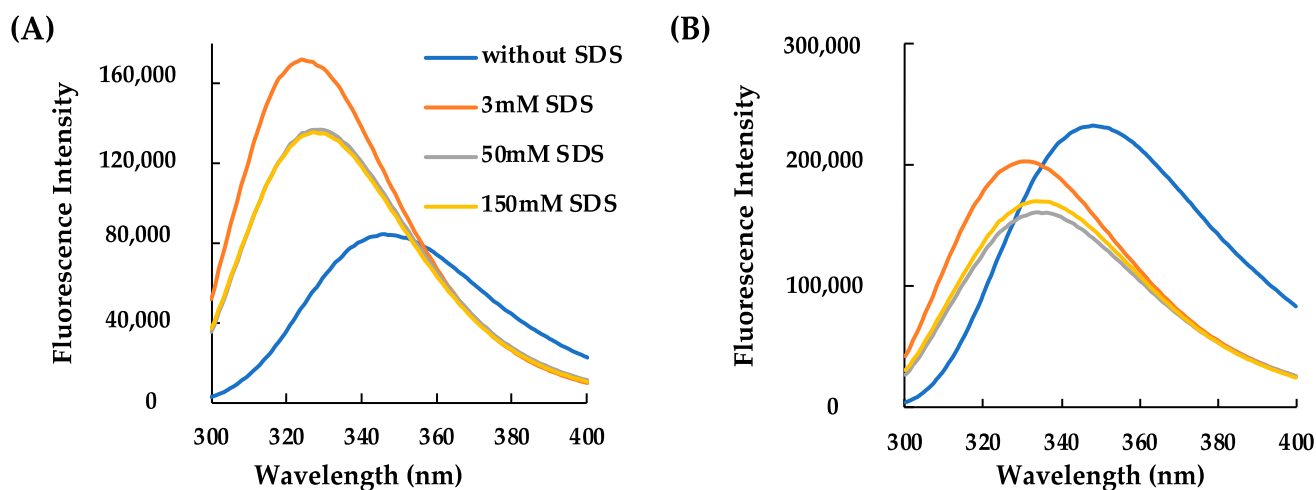 (A)
Fluorescence Intensity
160,000
120,000
80,000
40,000
0
300 320 340 360 380 400
Wavelength (nm)
without SDS
3mM SDS
50mM SDS
150mM SDS
(B)
Fluorescence Intensity
300,000
200,000
100,000
0
300 320 340 360 380 400
Wavelength (nm)